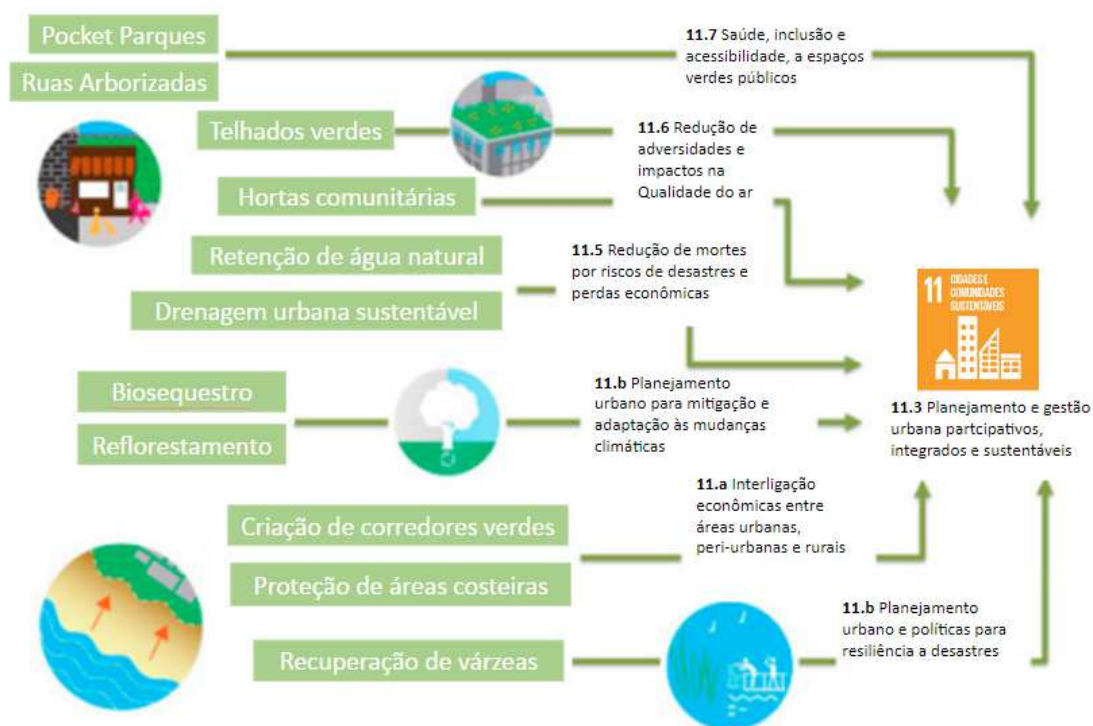 Pocket Parques
Ruas Arborizadas
11.7 Saúde, inclusão e
acessibilidade, a espaços
verdes públicos
Telhados verdes
11.6 Redução de
adversidades e
impactos na
Qualidade do ar
Hortas comunitárias
Retenção de água natural
Drenagem urbana sustentável
11.5 Redução de mortes
por riscos de desastres e
perdas econômicas
11 CIDADES E
COMUNIDADES
SUSTENTÁVEIS
Biosequestro
Reflorestamento
11.b Planejamento
urbano para mitigação e
adaptação às mudanças
climáticas
11.3 Planejamento e gestão
urbana partcipativos,
integrados e sustentáveis
Criação de corredores verdes
Proteção de áreas costeiras
11.a Interligação
econômicas entre
áreas urbanas,
peri-urbanas e rurais
Recuperação de várzeas
11.b Planejamento
urbano e políticas para
resiliência a desastres